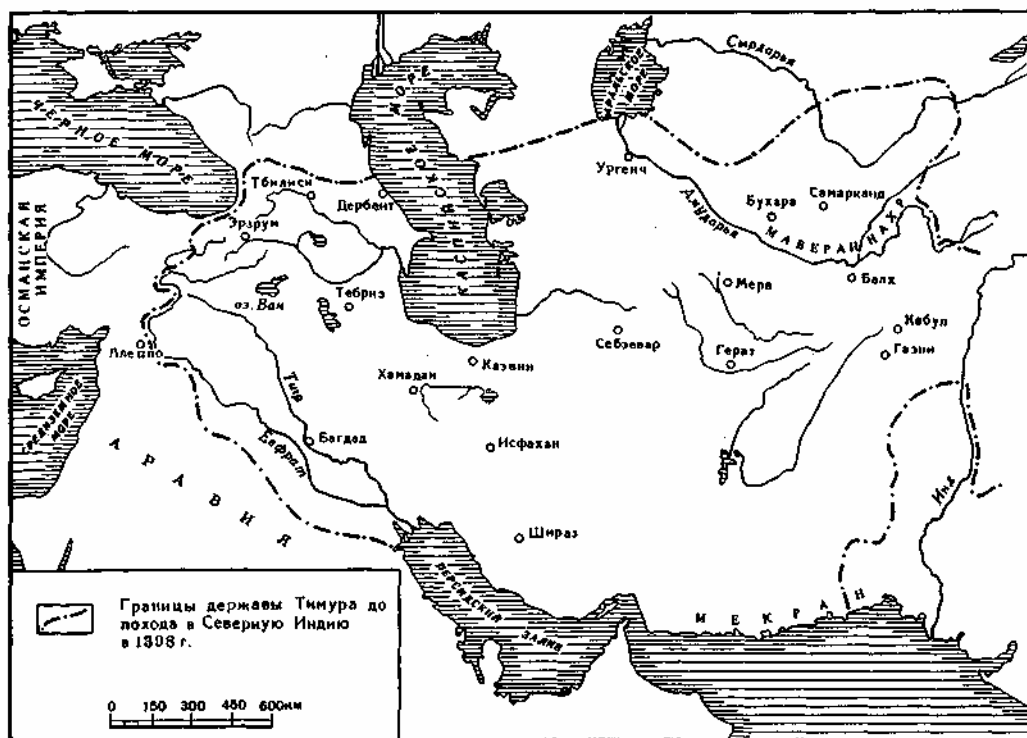 ЧЕРНОЕ МОРЕ
КАСПИЙСКОЕ МОРЕ
АРАЛЬСКОЕ МОРЕ
Сырдарья
Ургенч
Амударья
Бухара
Самарканд
МАВЕРАННАХР
Тбилиси
Дербент
Эрзрум
ОСМАНСКАЯ
ИМПЕРИЯ
оз. Ван
Тебриз
Мерв
Балх
Кабул
Газни
Алеппо
Себзевар
Герат
Казвин
Хамадан
СРЕДИЗЕМНОЕ
МОРЕ
Тигр
Евфрат
Багдад
Исфахан
АРАВИЯ
Инд
Шираз
ПЕРСИДСКИЙ
ЗАЛИВ
МЕКРАН
Границы державы Тимура до
похода в Северную Индию
в 1398 г.
0 150 300 450 600км